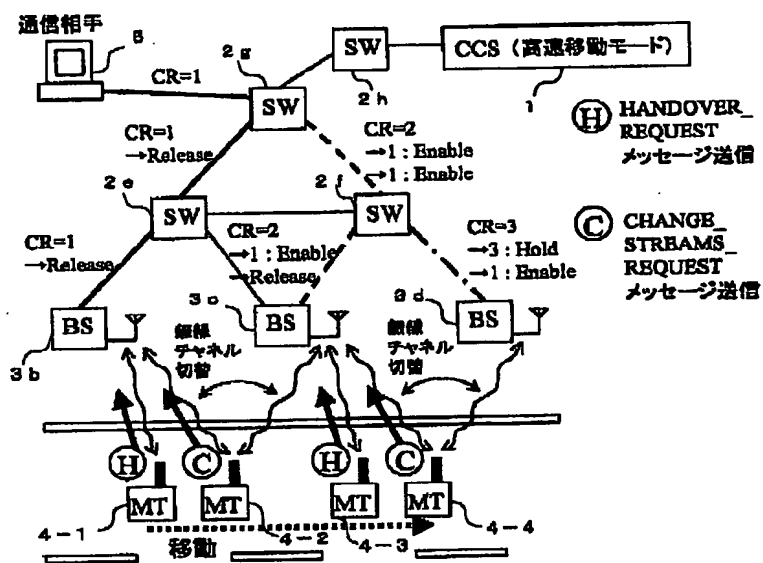 通信相手
5
CR=1
2g
SW
SW
2h
CCS（高速移動モード）
1
H HANDOVER_
REQUEST
メッセージ送信
C CHANGE_
STREAMS_
REQUEST
メッセージ送信
CR=1
→Release
CR=2
→1 : Enable
→1 : Enable
2e
SW
2f
SW
CR=1
→Release
CR=2
→1 : Enable
→Release
CR=3
→3 : Hold
→1 : Enable
BS
3b
3c
BS
3d
BS
チャネル
切替
チャネル
切替
H
C
H
C
MT
MT
MT
MT
4-1
4-2
4-3
4-4
移動